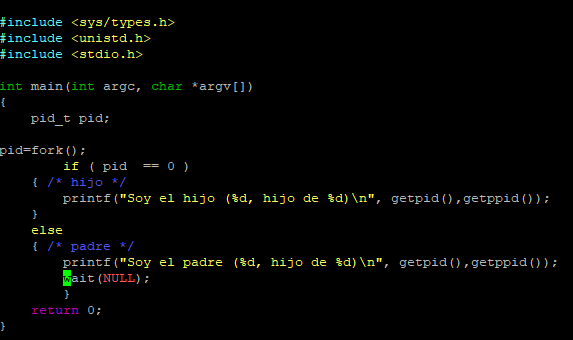 #include <sys/types.h>
#include <unistd.h>
#include <stdio.h>
int main(int argc, char *argv[])
{
pid_t pid;
pid=fork();
if ( pid  == 0 )
{ /* hijo */
printf("Soy el hijo (%d, hijo de %d)\n", getpid(),getppid());
}
else
{ /* padre */
printf("Soy el padre (%d, hijo de %d)\n", getpid(),getppid());
wait(NULL);
}
return 0;
}